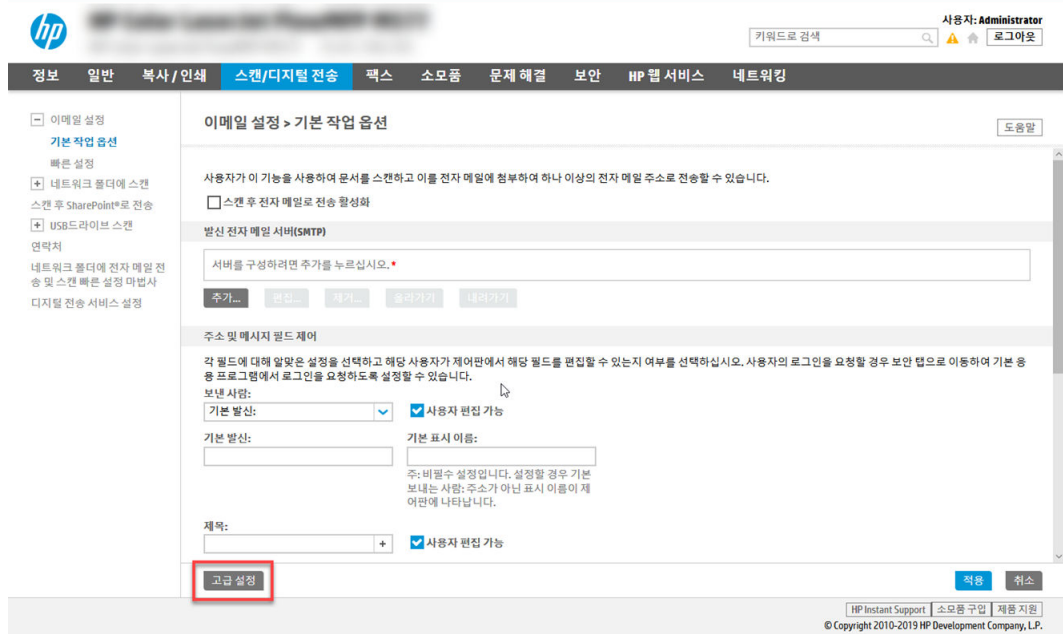 hp
사용자: Administrator
키워드로 검색
로그아웃
정보 일반 복사 / 인쇄 스캔/디지털 전송 팩스 소모품 문제 해결 보안 HP 웹 서비스 네트워킹
이메일 설정
기본 작업 옵션
빠른 설정
네트워크 폴더에 스캔
스캔 후 SharePoint®로 전송
USB드라이브 스캔
연락처
네트워크 폴더에 전자 메일 전
송 및 스캔 빠른 설정 마법사
디지털 전송 서비스 설정
이메일 설정 > 기본 작업 옵션
도움말
사용자가 이 기능을 사용하여 문서를 스캔하고 이를 전자 메일에 첨부하여 하나 이상의 전자 메일 주소로 전송할 수 있습니다.
스캔 후 전자 메일로 전송 활성화
발신 전자 메일 서버(SMTP)
서버를 구성하려면 추가를 누르십시오.*
추가... 편집... 제거... 올라가기 내려가기
주소 및 메시지 필드 제어
각 필드에 대해 알맞은 설정을 선택하고 해당 사용자가 제어판에서 해당 필드를 편집할 수 있는지 여부를 선택하십시오. 사용자의 로그인을 요청할 경우 보안 탭으로 이동하여 기본 응
용 프로그램에서 로그인을 요청하도록 설정할 수 있습니다.
보낸 사람:
기본 발신: 사용자 편집 가능
기본 발신: 기본 표시 이름:
주: 비필수 설정입니다. 설정할 경우 기본
보내는 사람: 주소가 아닌 표시 이름이 제
어판에 나타납니다.
제목:
+ 사용자 편집 가능
고급 설정 적용 취소
HP Instant Support 소모품 구입 제품 지원
© Copyright 2010-2019 HP Development Company, L.P.